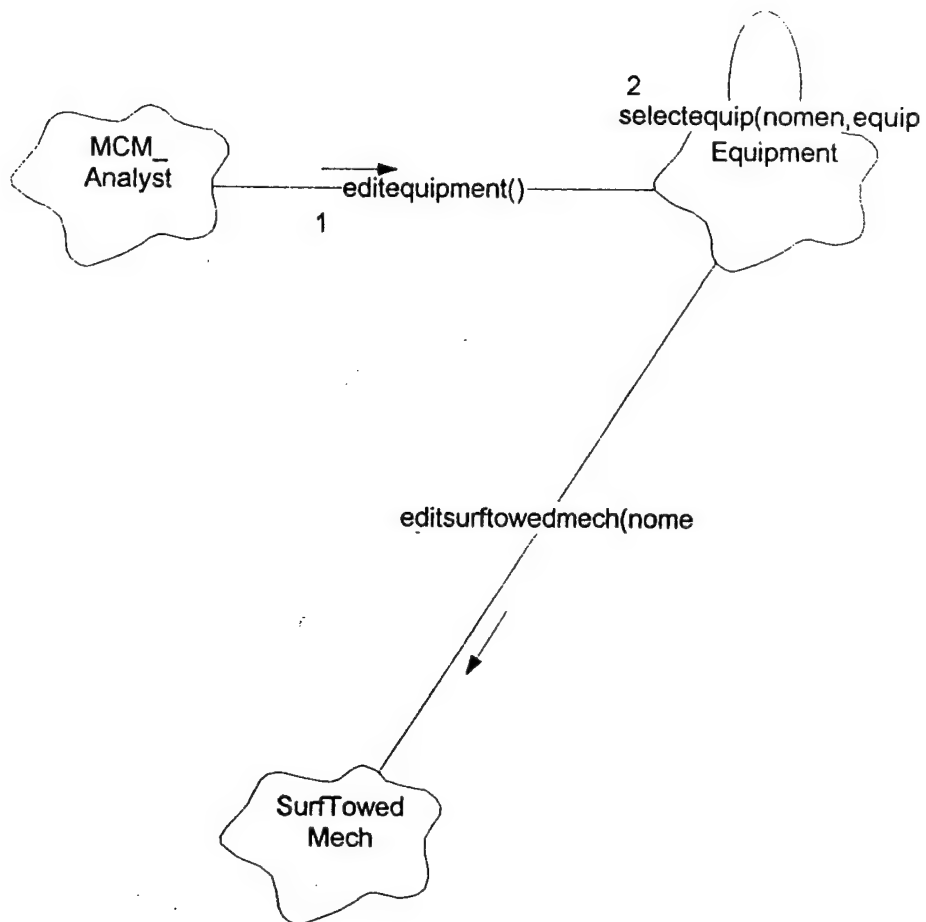 2
selectequip(nomen,equip
MCM_
Analyst
Equipment
editequipment()
1
editsurftowedmech(nome
SurfTowed
Mech